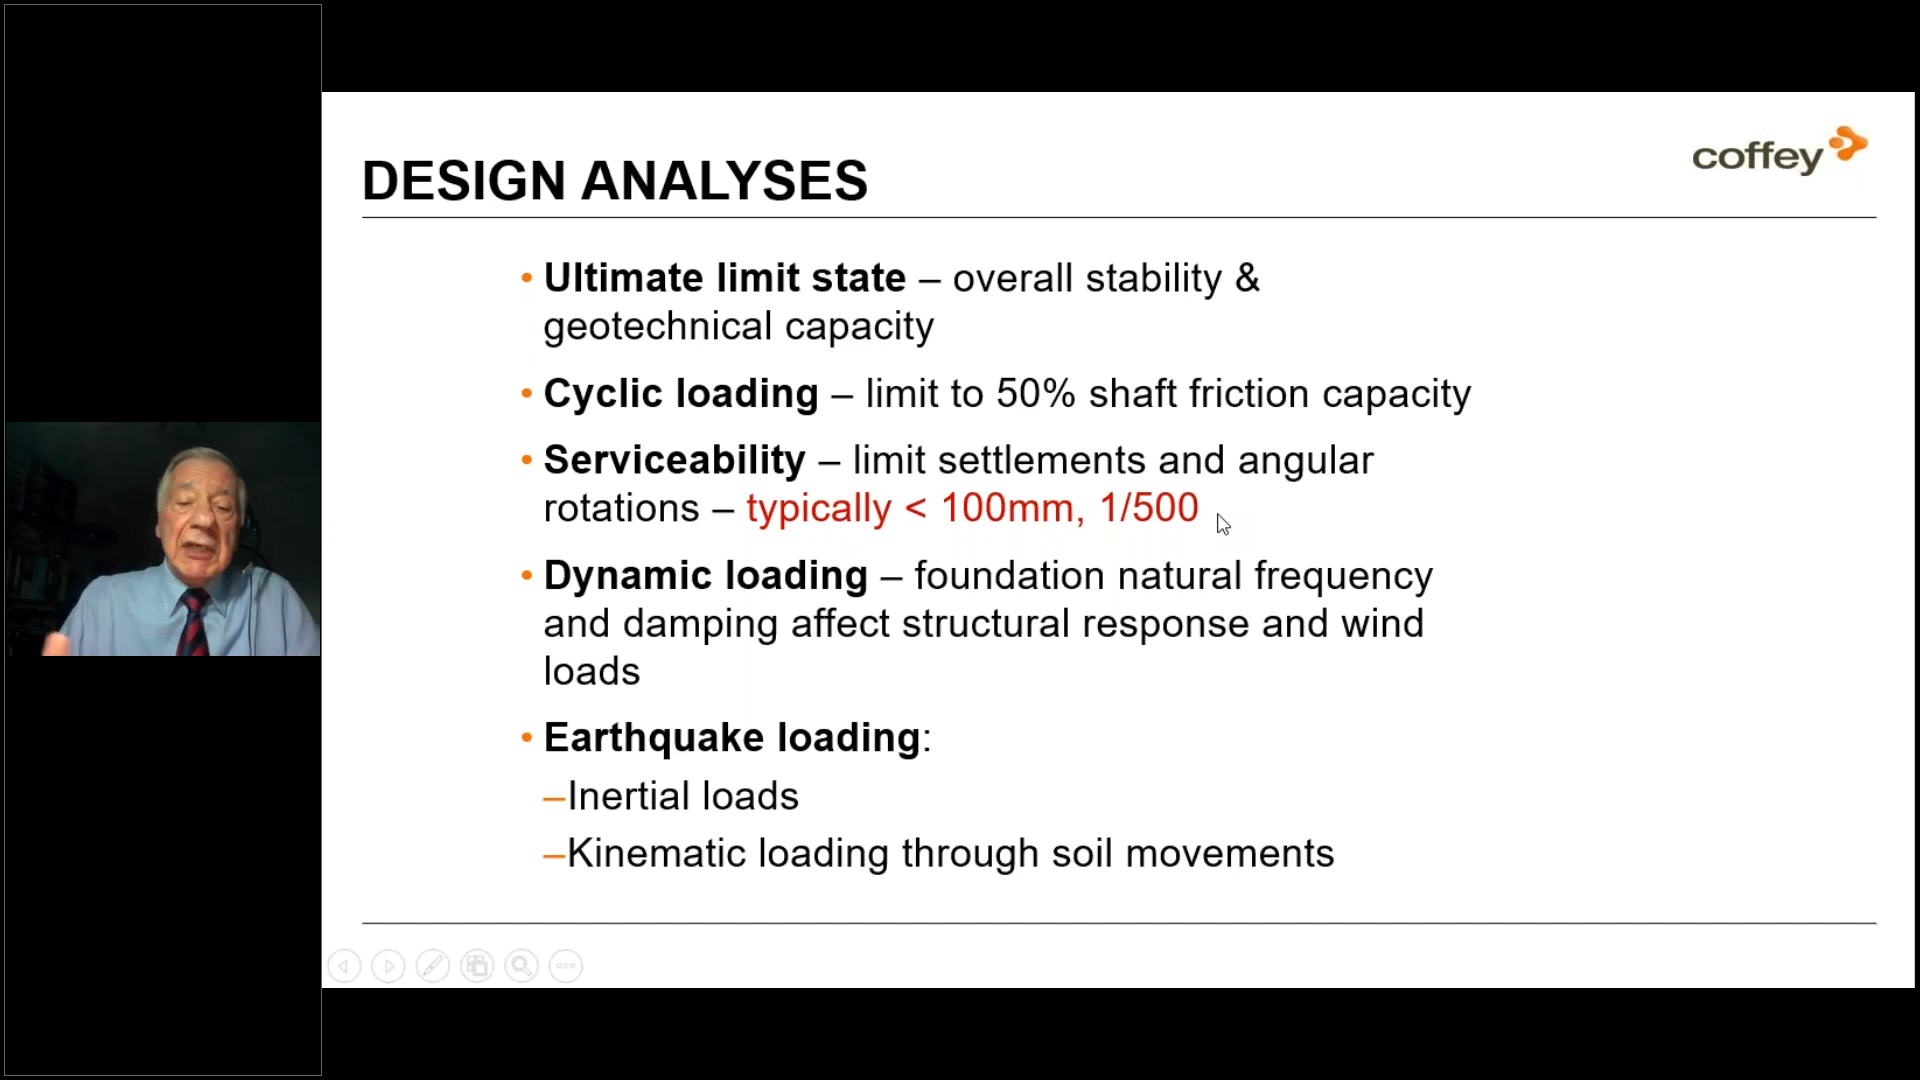 coffey
DESIGN ANALYSES
• Ultimate limit state – overall stability &
geotechnical capacity
• Cyclic loading – limit to 50% shaft friction capacity
• Serviceability – limit settlements and angular
rotations – typically < 100mm, 1/500
• Dynamic loading – foundation natural frequency
and damping affect structural response and wind
loads
• Earthquake loading:
–Inertial loads
–Kinematic loading through soil movements